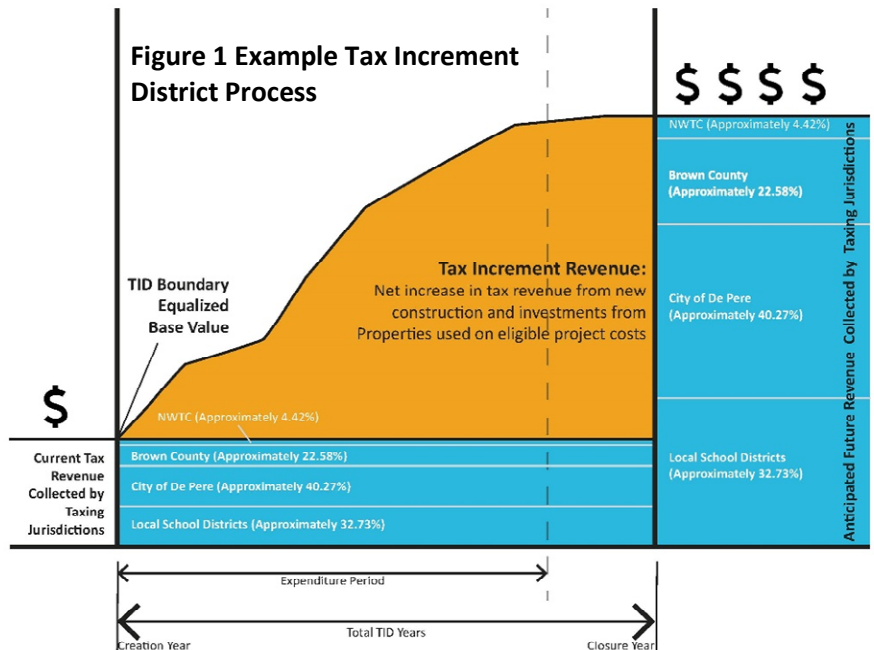 Figure 1 Example Tax Increment
District Process
$ $ $ $
NWTC (Approximately 4.42%)
Brown County
(Approximately 22.58%)
City of De Pere
(Approximately 40.27%)
Local School Districts
(Approximately 32.73%)
Anticipated Future Revenue Collected by Taxing Jurisdictions
Tax Increment Revenue:
Net increase in tax revenue from new
construction and investments from
Properties used on eligible project costs
TID Boundary
Equalized
Base Value
$
Current Tax
Revenue
Collected by
Taxing
Jurisdictions
NWTC (Approximately 4.42%)
Brown County (Approximately 22.58%)
City of De Pere (Approximately 40.27%)
Local School Districts (Approximately 32.73%)
Expenditure Period
Total TID Years
Creation Year
Closure Year